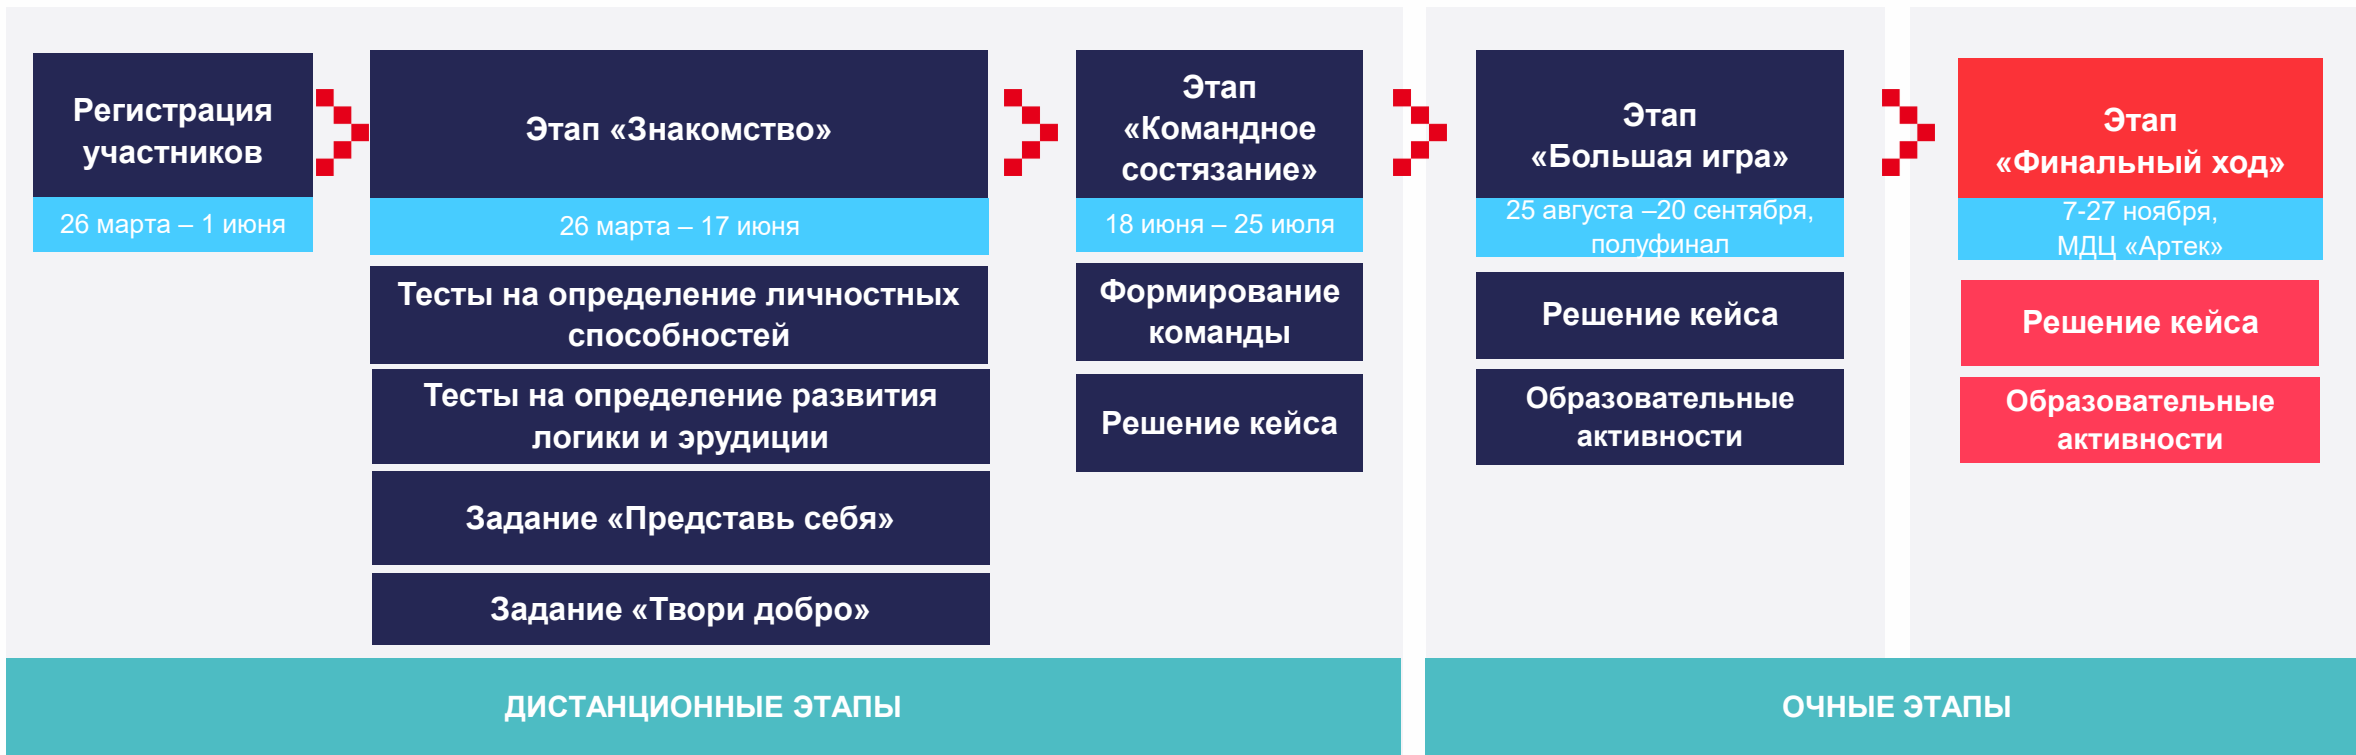 Регистрация
участников
26 марта – 1 июня
Этап «Знакомство»
26 марта – 17 июня
Тесты на определение личностных
способностей
Тесты на определение развития
логики и эрудиции
Задание «Представь себя»
Задание «Твори добро»
Этап
«Командное
состязание»
18 июня – 25 июля
Формирование
команды
Решение кейса
Этап
«Большая игра»
25 августа –20 сентября,
полуфинал
Решение кейса
Образовательные
активности
Этап
«Финальный ход»
7-27 ноября,
МДЦ «Артек»
Решение кейса
Образовательные
активности
ДИСТАНЦИОННЫЕ ЭТАПЫ
ОЧНЫЕ ЭТАПЫ